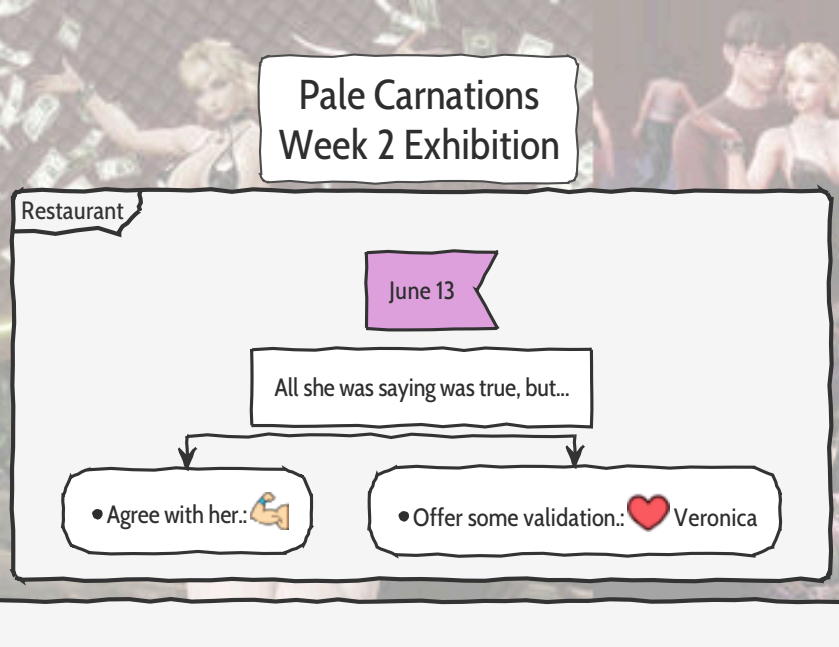 Pale Carnations
Week 2 Exhibition
Restaurant
June 13
All she was saying was true, but...
•Agree with her.:
•Offer some validation.: Veronica